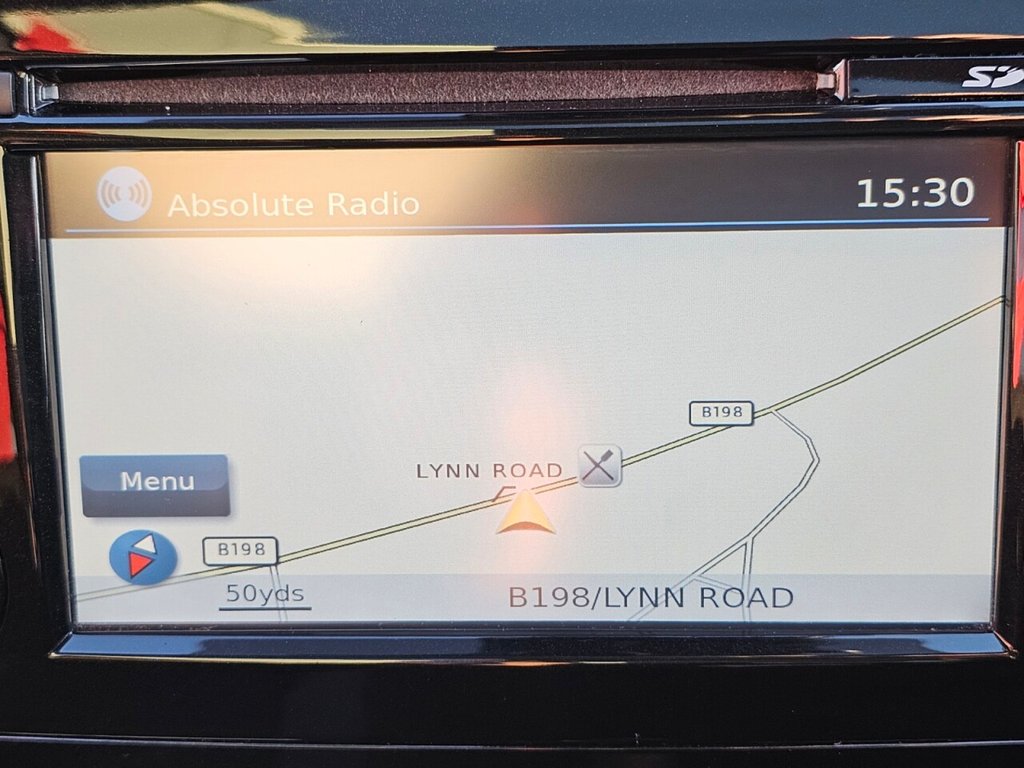 SD
Absolute Radio
15:30
B198
LYNN ROAD
Menu
B198
50yds
B198/LYNN ROAD